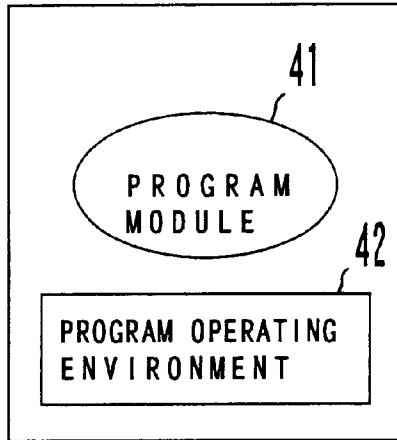 41
PROGRAM
MODULE
42
PROGRAM OPERATING
ENVIRONMENT